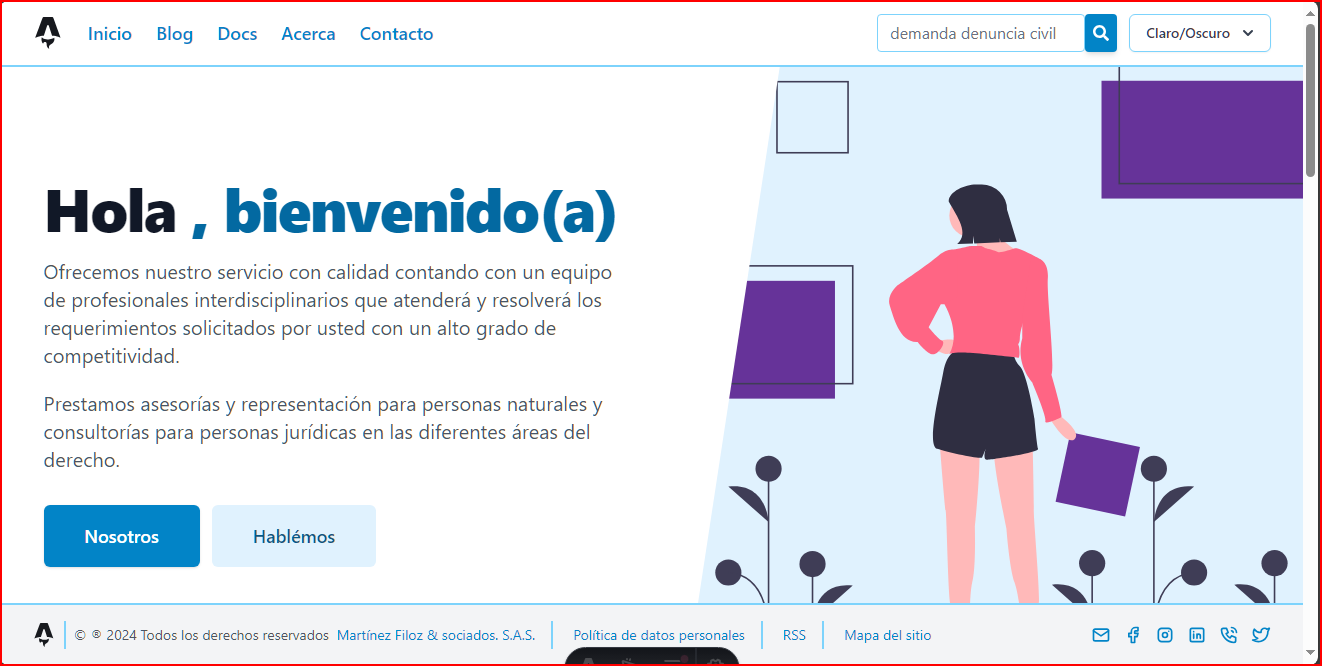 Inicio Blog Docs Acerca Contacto demanda denuncia civil Claro/Oscuro
Hola , bienvenido(a)
Ofrecemos nuestro servicio con calidad contando con un equipo
de profesionales interdisciplinarios que atenderá y resolverá los
requerimientos solicitados por usted con un alto grado de
competitividad.
Prestamos asesorías y representación para personas naturales y
consultorías para personas jurídicas en las diferentes áreas del
derecho.
Nosotros Hablémos
© ® 2024 Todos los derechos reservados Martínez Filoz & sociados. S.A.S. Política de datos personales RSS Mapa del sitio